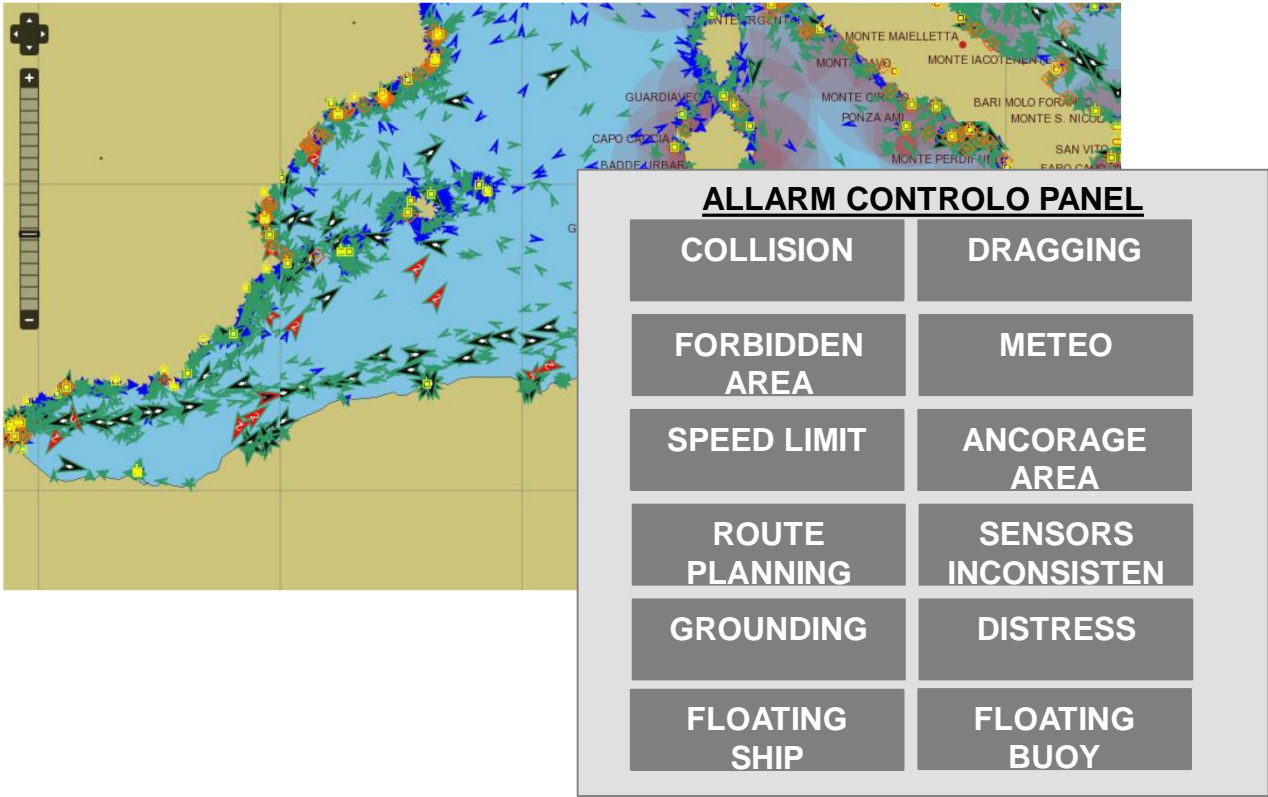 MONTE MAIELLETTA
MONTE IACOTENENTE
GUARDIAVEC
MONTE CAVO
MONTE CIRCEO
BARI MOLO FORANEO
PONZA AMI
MONTE S. NICOL
CAPO CACCIA
SAN VITO
BADDE URBARA
MONTE PERDIFUMO
ALLARM CONTROLO PANEL
COLLISION
DRAGGING
FORBIDDEN
AREA
METEO
SPEED LIMIT
ANCORAGE
AREA
ROUTE
PLANNING
SENSORS
INCONSISTEN
GROUNDING
DISTRESS
FLOATING
SHIP
FLOATING
BUOY